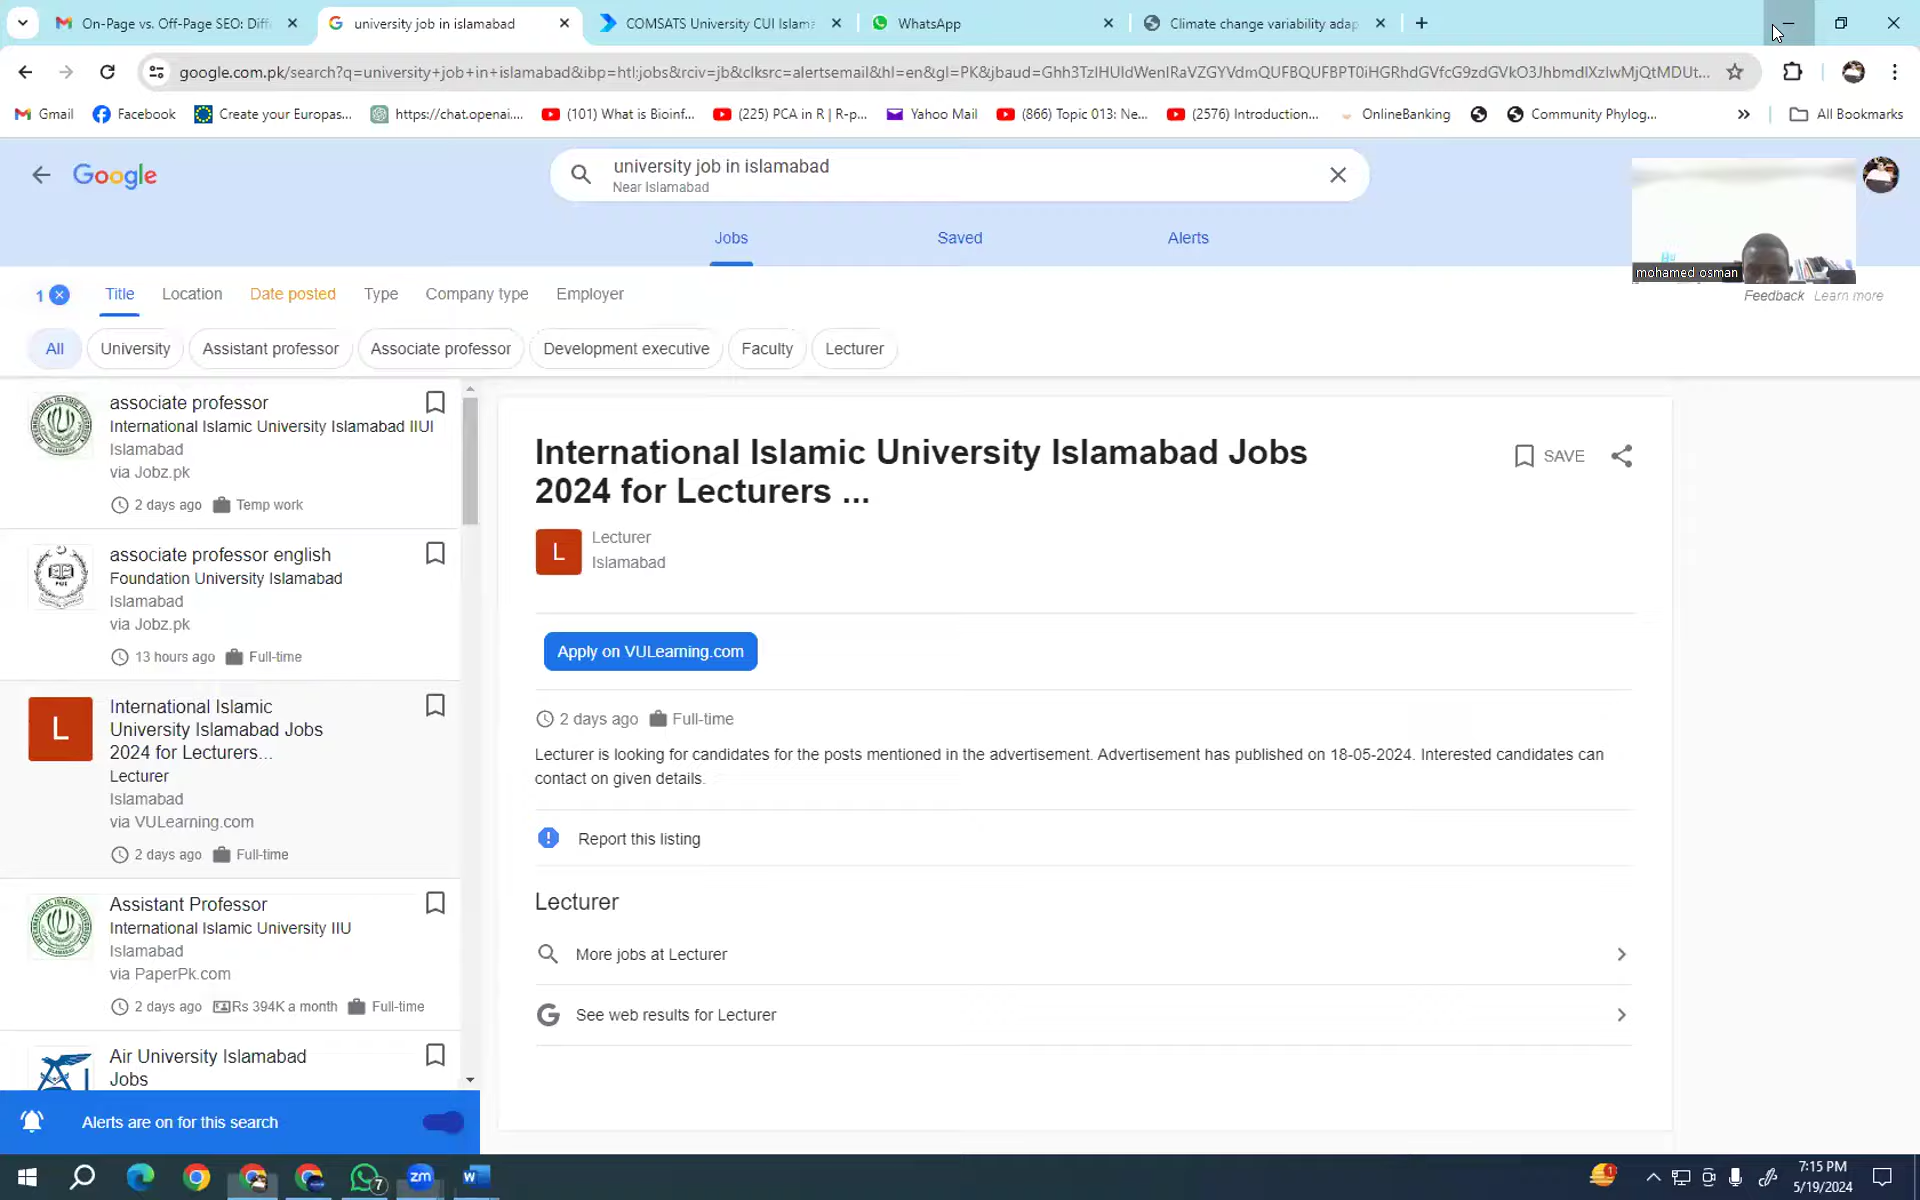 On-Page vs. Off-Page SEO: Diff
university job in islamabad
COMSATS University CUI Islama
WhatsApp
Climate change variability adap
google.com.pk/search?q=university+job+in+islamabad&ibp=htl;jobs&rciv=jb&clksrc=alertsemail&hl=en&gl=PK&jbaud=Ghh3TzlHUldWenlRaVZGYVdmQUFBQUFBPT0iHGRhdGVfcG9zdGVkO3JhbmdlXzIwMjQtMDUt...
Gmail
Facebook
Create your Europas...
https://chat.openai....
(101) What is Bioinf...
(225) PCA in R | R-p...
Yahoo Mail
(866) Topic 013: Ne...
(2576) Introduction...
OnlineBanking
Community Phylog...
All Bookmarks
Google
university job in islamabad
Near Islamabad
Jobs
Saved
Alerts
mohamed osman
Feedback Learn more
1
Title
Location
Date posted
Type
Company type
Employer
All
University
Assistant professor
Associate professor
Development executive
Faculty
Lecturer
associate professor
International Islamic University Islamabad IIUI
Islamabad
via Jobz.pk
2 days ago Temp work
associate professor english
Foundation University Islamabad
Islamabad
via Jobz.pk
13 hours ago Full-time
L
International Islamic
University Islamabad Jobs
2024 for Lecturers...
Lecturer
Islamabad
via VULearning.com
2 days ago Full-time
Assistant Professor
International Islamic University IIU
Islamabad
via PaperPk.com
2 days ago Rs 394K a month Full-time
Air University Islamabad
Jobs
Alerts are on for this search
International Islamic University Islamabad Jobs
2024 for Lecturers ...
SAVE
L
Lecturer
Islamabad
Apply on VULearning.com
2 days ago Full-time
Lecturer is looking for candidates for the posts mentioned in the advertisement. Advertisement has published on 18-05-2024. Interested candidates can
contact on given details.
Report this listing
Lecturer
More jobs at Lecturer
See web results for Lecturer
7
zm
1
7:15 PM
5/19/2024